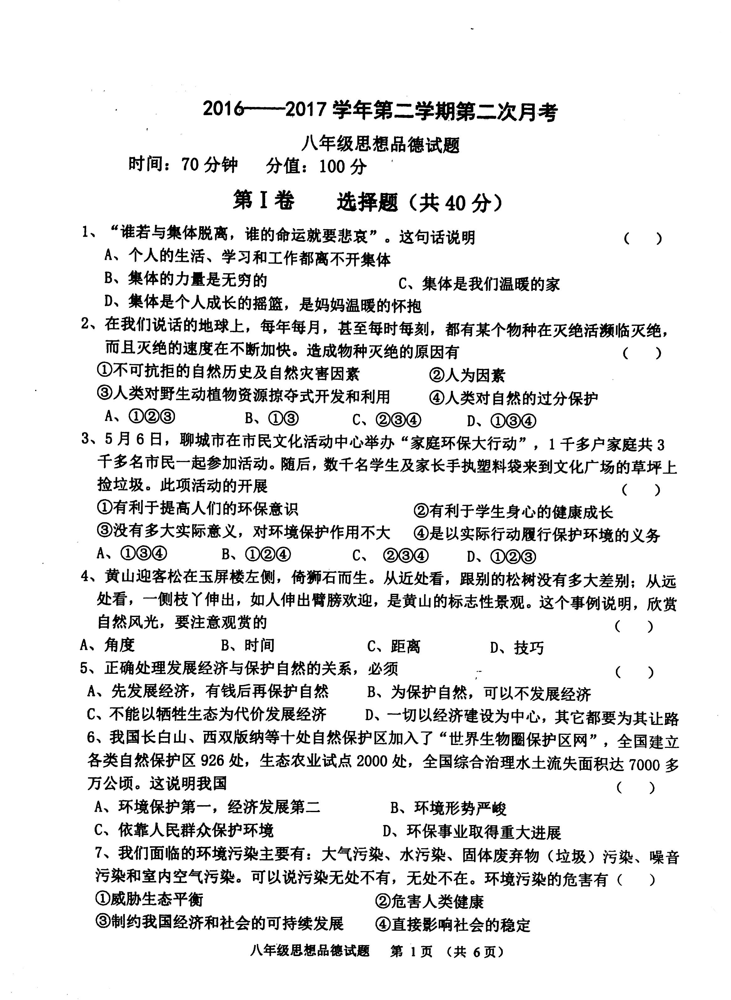 2016——2017学年第二学期第二次月考
八年级思想品德试题
时间：70分钟 分值：100分
第Ⅰ卷 选择题（共40分）
1、“谁若与集体脱离，谁的命运就要悲哀”。这句话说明 （ ）
A、个人的生活、学习和工作都离不开集体
B、集体的力量是无穷的 C、集体是我们温暖的家
D、集体是个人成长的摇篮，是妈妈温暖的怀抱
2、在我们说话的地球上，每年每月，甚至每时每刻，都有某个物种在灭绝活濒临灭绝，
而且灭绝的速度在不断加快。造成物种灭绝的原因有 （ ）
①不可抗拒的自然历史及自然灾害因素 ②人为因素
③人类对野生动植物资源掠夺式开发和利用 ④人类对自然的过分保护
A、①②③ B、①③ C、②③④ D、①③④
3、5月6日，聊城市在市民文化活动中心举办“家庭环保大行动”，1千多户家庭共3
千多名市民一起参加活动。随后，数千名学生及家长手执塑料袋来到文化广场的草坪上
捡垃圾。此项活动的开展 （ ）
①有利于提高人们的环保意识 ②有利于学生身心的健康成长
③没有多大实际意义，对环境保护作用不大 ④是以实际行动履行保护环境的义务
A、①③④ B、①②④ C、②③④ D、①②③
4、黄山迎客松在玉屏楼左侧，倚狮石而生。从近处看，跟别的松树没有多大差别；从远
处看，一侧枝丫伸出，如人伸出臂膀欢迎，是黄山的标志性景观。这个事例说明，欣赏
自然风光，要注意观赏的 （ ）
A、角度 B、时间 C、距离 D、技巧
5、正确处理发展经济与保护自然的关系，必须 （ ）
A、先发展经济，有钱后再保护自然 B、为保护自然，可以不发展经济
C、不能以牺牲生态为代价发展经济 D、一切以经济建设为中心，其它都要为其让路
6、我国长白山、西双版纳等十处自然保护区加入了“世界生物圈保护区网”，全国建立
各类自然保护区926处，生态农业试点2000处，全国综合治理水土流失面积达7000多
万公顷。这说明我国 （ ）
A、环境保护第一，经济发展第二 B、环境形势严峻
C、依靠人民群众保护环境 D、环保事业取得重大进展
7、我们面临的环境污染主要有：大气污染、水污染、固体废弃物（垃圾）污染、噪音
污染和室内空气污染。可以说污染无处不有，无处不在。环境污染的危害有（ ）
①威胁生态平衡 ②危害人类健康
③制约我国经济和社会的可持续发展 ④直接影响社会的稳定
八年级思想品德试题 第1页（共6页）